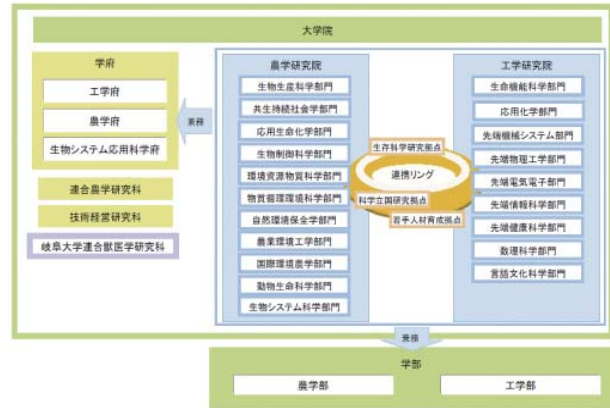 大学院
学府
工学府
農学府
生物システム応用科学府
連合農学研究科
技術経営研究科
岐阜大学連合獣医学研究科
兼務
農学研究院
生物生産科学部門
共生持続社会学部門
応用生命化学部門
生物制御科学部門
環境資源物質科学部門
物質循環環境科学部門
自然環境保全学部門
農業環境工学部門
国際環境農学部門
動物生命科学部門
生物システム科学部門
生存科学研究拠点
連携リング
科学立国研究拠点
若手人材育成拠点
工学研究院
生命機能科学部門
応用化学部門
先端機械システム部門
先端物理工学部門
先端電気電子部門
先端情報科学部門
先端健康科学部門
数理科学部門
言語文化科学部門
兼務
学部
農学部
工学部